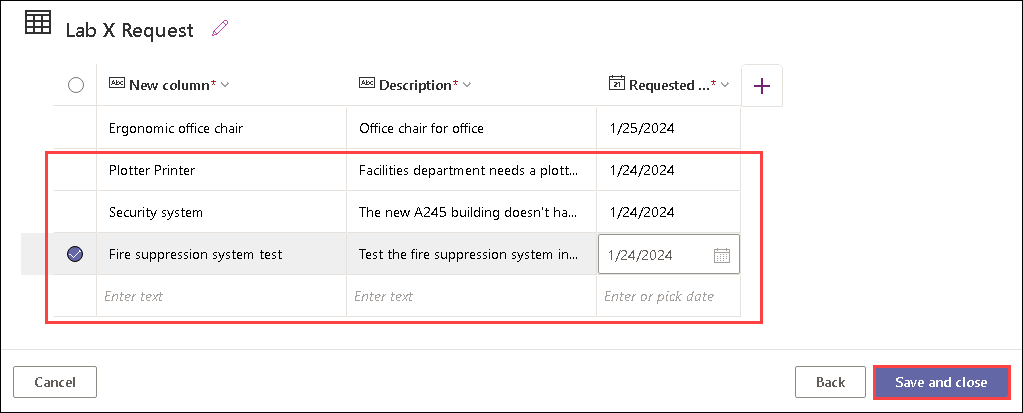 Lab X Request
Abc New column* Abc Description* 21 Requested ...* +
Ergonomic office chair Office chair for office 1/25/2024
Plotter Printer Facilities department needs a plott... 1/24/2024
Security system The new A245 building doesn't ha... 1/24/2024
Fire suppression system test Test the fire suppression system in... 1/24/2024
Enter text Enter text Enter or pick date
Cancel Back Save and close